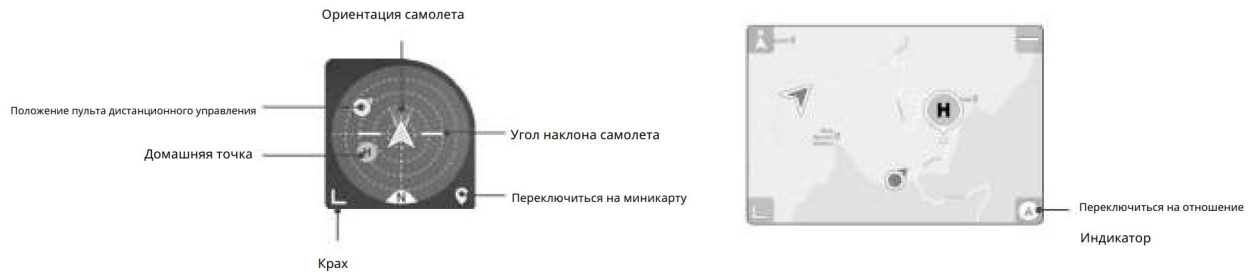 Ориентация самолета
Положение пульта дистанционного управления
Угол наклона самолета
Домашняя точка
H
Переключиться на миникарту
N
Крах
H
A
Переключиться на отношение
Индикатор